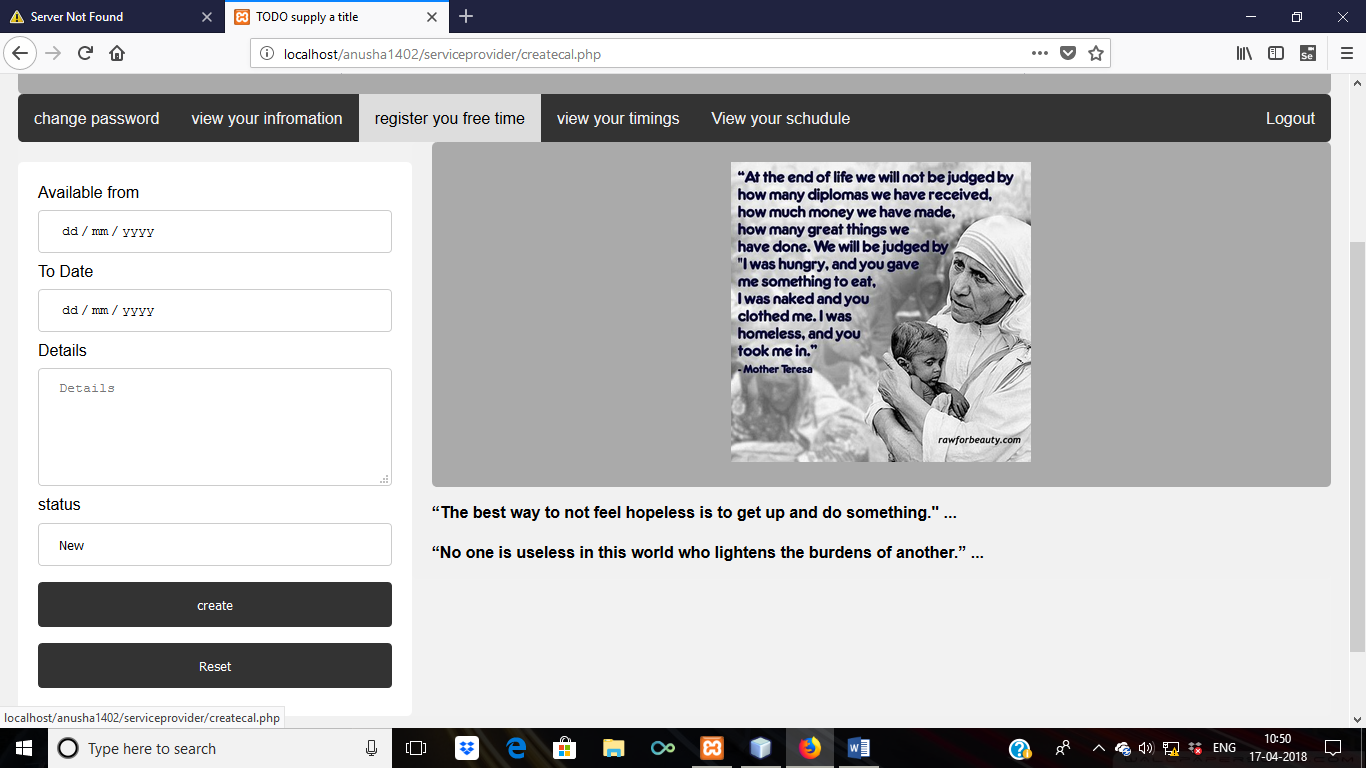 Server Not Found
TODO supply a title
localhost/anusha1402/serviceprovider/createcal.php
Se
change password
view your infromation
register you free time
view your timings
View your schudule
Logout
Available from
dd / mm / yyyy
To Date
dd / mm / yyyy
Details
Details
status
New
create
Reset
“At the end of life we will not be judged by
how many diplomas we have received,
how much money we have made,
how many great things we
have done. We will be judged by
"I was hungry, and you gave
me something to eat,
I was naked and you
clothed me. I was
homeless, and you
took me in.”
- Mother Teresa
rawforbeauty.com
“The best way to not feel hopeless is to get up and do something." ...
“No one is useless in this world who lightens the burdens of another.” ...
localhost/anusha1402/serviceprovider/createcal.php
Type here to search
ENG
10:50
17-04-2018